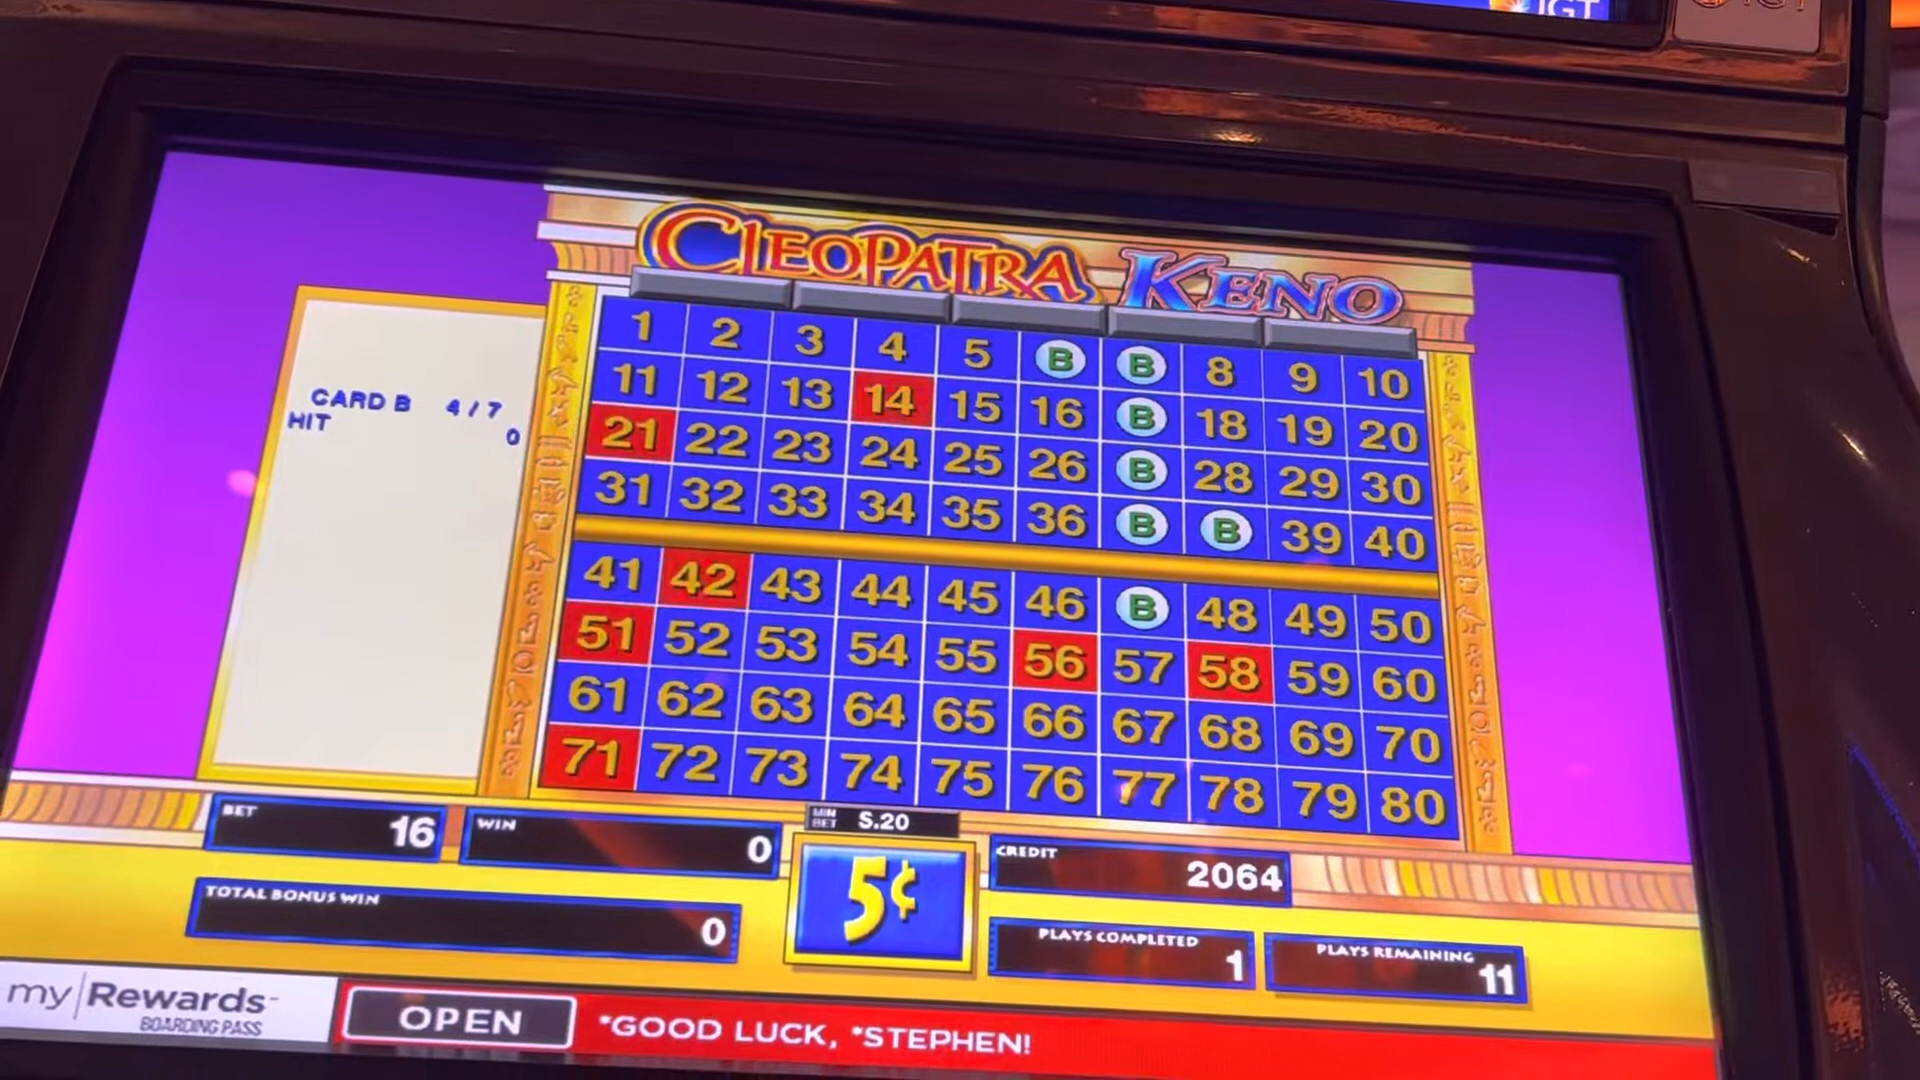 IGT
IGT
CLEOPATRA KENO
CARD B 4/7
HIT 0
1 2 3 4 5 B B 8 9 10
11 12 13 14 15 16 B 18 19 20
21 22 23 24 25 26 B 28 29 30
31 32 33 34 35 36 B B 39 40
41 42 43 44 45 46 B 48 49 50
51 52 53 54 55 56 57 58 59 60
61 62 63 64 65 66 67 68 69 70
71 72 73 74 75 76 77 78 79 80
BET 16
WIN 0
MIN BET $.20
5¢
CREDIT 2064
TOTAL BONUS WIN 0
PLAYS COMPLETED 1
PLAYS REMAINING 11
my|Rewards
BOARDING PASS
OPEN
*GOOD LUCK, *STEPHEN!